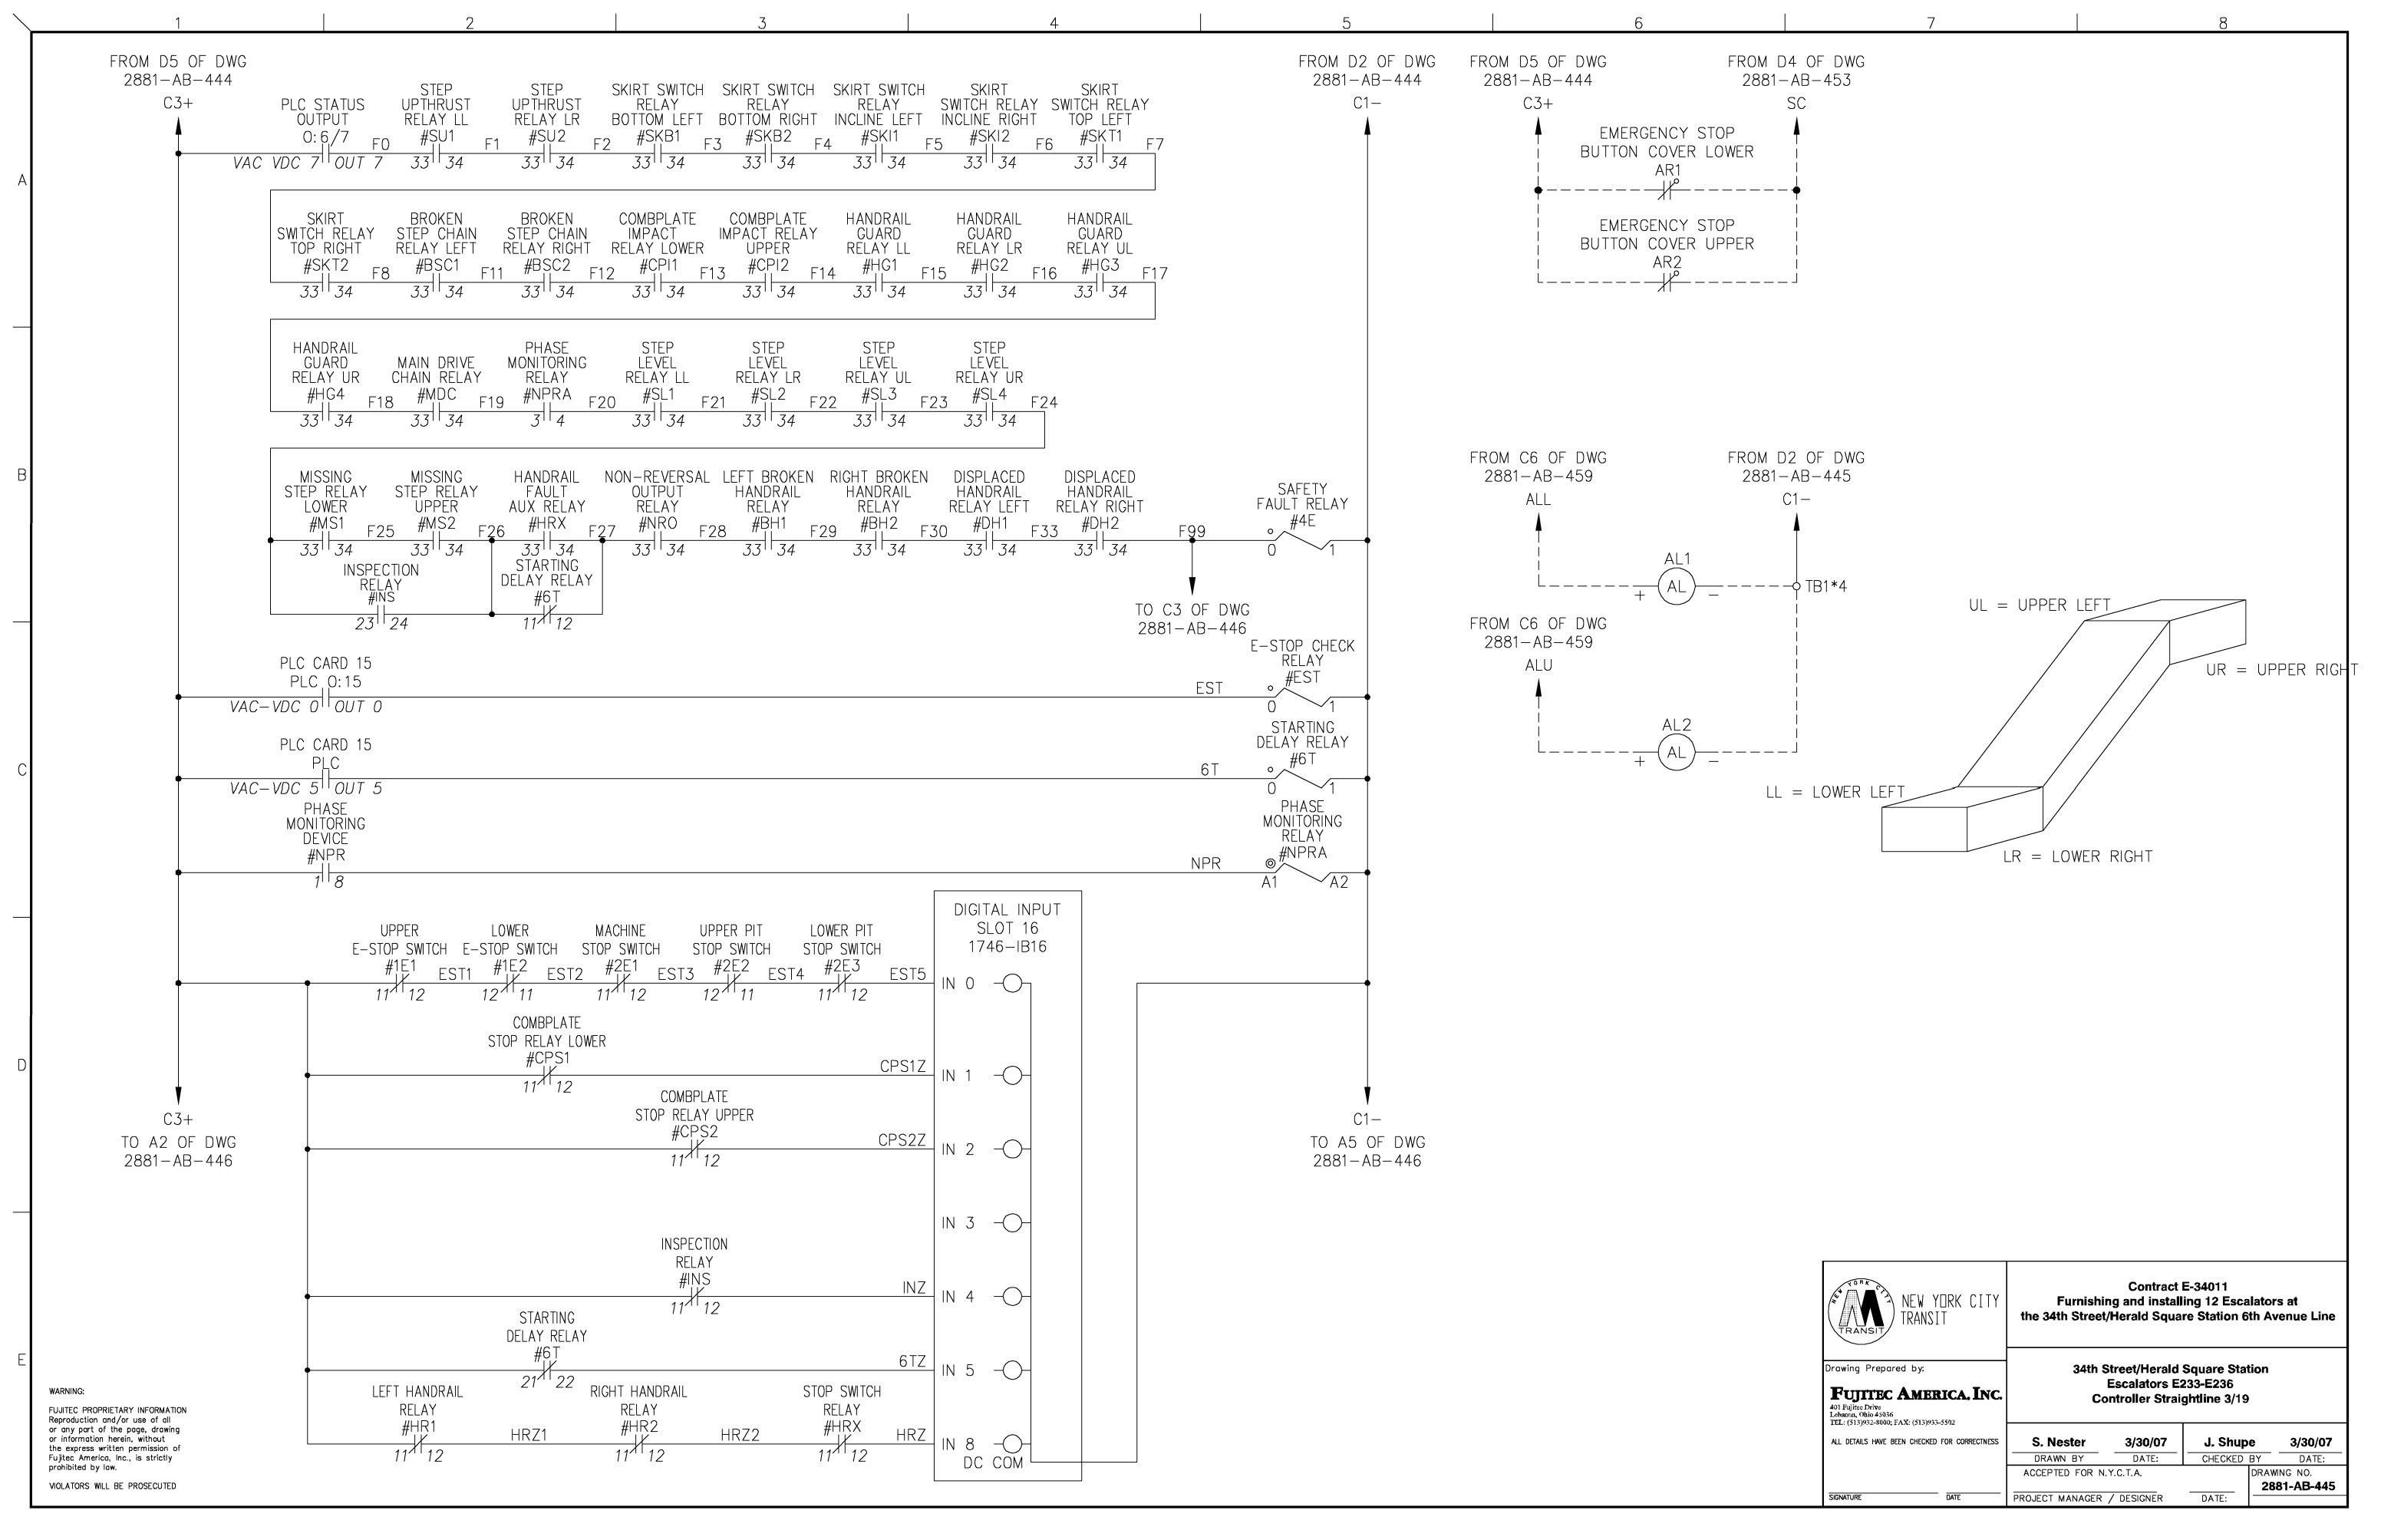 1 2 3 4 5 6 7 8
A
B
C
D
E
FROM D5 OF DWG
2881-AB-444
C3+
PLC STATUS
OUTPUT
O:6/7
VAC VDC 7 OUT 7
F0
STEP
UPTHRUST
RELAY LL
#SU1
33 34
F1
STEP
UPTHRUST
RELAY LR
#SU2
33 34
F2
SKIRT SWITCH
RELAY
BOTTOM LEFT
#SKB1
33 34
F3
SKIRT SWITCH
RELAY
BOTTOM RIGHT
#SKB2
33 34
F4
SKIRT SWITCH
RELAY
INCLINE LEFT
#SKI1
33 34
F5
SKIRT
SWITCH RELAY
INCLINE RIGHT
#SKI2
33 34
F6
SKIRT
SWITCH RELAY
TOP LEFT
#SKT1
33 34
F7
SKIRT
SWITCH RELAY
TOP RIGHT
#SKT2
33 34
F8
BROKEN
STEP CHAIN
RELAY LEFT
#BSC1
33 34
F11
BROKEN
STEP CHAIN
RELAY RIGHT
#BSC2
33 34
F12
COMBPLATE
IMPACT
RELAY LOWER
#CPI1
33 34
F13
COMBPLATE
IMPACT RELAY
UPPER
#CPI2
33 34
F14
HANDRAIL
GUARD
RELAY LL
#HG1
33 34
F15
HANDRAIL
GUARD
RELAY LR
#HG2
33 34
F16
HANDRAIL
GUARD
RELAY UL
#HG3
33 34
F17
HANDRAIL
GUARD
RELAY UR
#HG4
33 34
F18
MAIN DRIVE
CHAIN RELAY
#MDC
33 34
F19
PHASE
MONITORING
RELAY
#NPRA
3 4
F20
STEP
LEVEL
RELAY LL
#SL1
33 34
F21
STEP
LEVEL
RELAY LR
#SL2
33 34
F22
STEP
LEVEL
RELAY UL
#SL3
33 34
F23
STEP
LEVEL
RELAY UR
#SL4
33 34
F24
MISSING
STEP RELAY
LOWER
#MS1
33 34
F25
MISSING
STEP RELAY
UPPER
#MS2
33 34
F26
HANDRAIL
FAULT
AUX RELAY
#HRX
33 34
F27
NON-REVERSAL
OUTPUT
RELAY
#NRO
33 34
F28
LEFT BROKEN
HANDRAIL
RELAY
#BH1
33 34
F29
RIGHT BROKEN
HANDRAIL
RELAY
#BH2
33 34
F30
DISPLACED
HANDRAIL
RELAY LEFT
#DH1
33 34
F33
DISPLACED
HANDRAIL
RELAY RIGHT
#DH2
33 34
F99
SAFETY
FAULT RELAY
#4E
0 1
INSPECTION
RELAY
#INS
23 24
STARTING
DELAY RELAY
#6T
11 12
TO C3 OF DWG
2881-AB-446
PLC CARD 15
PLC O:15
VAC-VDC 0 OUT 0
EST
E-STOP CHECK
RELAY
#EST
0 1
PLC CARD 15
PLC
VAC-VDC 5 OUT 5
6T
STARTING
DELAY RELAY
#6T
0 1
PHASE
MONITORING
DEVICE
#NPR
1 8
NPR
PHASE
MONITORING
RELAY
#NPRA
A1 A2
DIGITAL INPUT
SLOT 16
1746-IB16
UPPER
E-STOP SWITCH
#1E1
11 12
EST1
LOWER
E-STOP SWITCH
#1E2
12 11
EST2
MACHINE
STOP SWITCH
#2E1
11 12
EST3
UPPER PIT
STOP SWITCH
#2E2
12 11
EST4
LOWER PIT
STOP SWITCH
#2E3
11 12
EST5
IN 0
COMBPLATE
STOP RELAY LOWER
#CPS1
11 12
CPS1Z
IN 1
COMBPLATE
STOP RELAY UPPER
#CPS2
11 12
CPS2Z
IN 2
IN 3
INSPECTION
RELAY
#INS
11 12
INZ
IN 4
STARTING
DELAY RELAY
#6T
21 22
6TZ
IN 5
LEFT HANDRAIL
RELAY
#HR1
11 12
HRZ1
RIGHT HANDRAIL
RELAY
#HR2
11 12
HRZ2
STOP SWITCH
RELAY
#HRX
11 12
HRZ
IN 8
DC COM
C3+
TO A2 OF DWG
2881-AB-446
FROM D2 OF DWG
2881-AB-444
C1-
C1-
TO A5 OF DWG
2881-AB-446
FROM D5 OF DWG
2881-AB-444
C3+
FROM D4 OF DWG
2881-AB-453
SC
EMERGENCY STOP
BUTTON COVER LOWER
AR1
EMERGENCY STOP
BUTTON COVER UPPER
AR2
FROM C6 OF DWG
2881-AB-459
ALL
FROM D2 OF DWG
2881-AB-445
C1-
AL1
+ AL -
TB1*4
FROM C6 OF DWG
2881-AB-459
ALU
AL2
+ AL -
UL = UPPER LEFT
UR = UPPER RIGHT
LL = LOWER LEFT
LR = LOWER RIGHT
WARNING:
FUJITEC PROPRIETARY INFORMATION
Reproduction and/or use of all
or any part of the page, drawing
or information herein, without
the express written permission of
Fujitec America, Inc., is strictly
prohibited by law.
VIOLATORS WILL BE PROSECUTED
NEW YORK CITY
TRANSIT
NEW YORK CITY
TRANSIT
Contract E-34011
Furnishing and installing 12 Escalators at
the 34th Street/Herald Square Station 6th Avenue Line
Drawing Prepared by:
FUJITEC AMERICA, INC.
401 Fujitec Drive
Lebanon, Ohio 45036
TEL: (513)932-8000; FAX: (513)933-5502
ALL DETAILS HAVE BEEN CHECKED FOR CORRECTNESS
SIGNATURE DATE
34th Street/Herald Square Station
Escalators E233-E236
Controller Straightline 3/19
S. Nester 3/30/07 J. Shupe 3/30/07
DRAWN BY DATE: CHECKED BY DATE:
ACCEPTED FOR N.Y.C.T.A.
PROJECT MANAGER / DESIGNER DATE:
DRAWING NO.
2881-AB-445